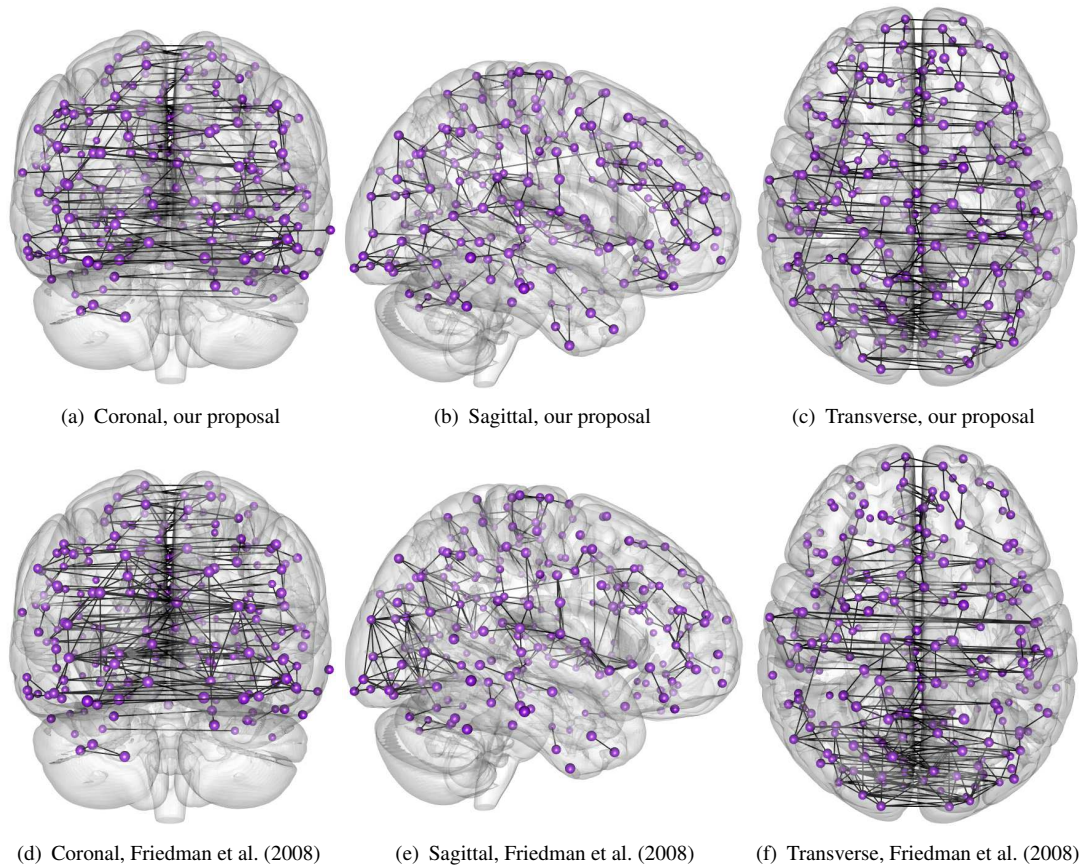 (a) Coronal, our proposal
(b) Sagittal, our proposal
(c) Transverse, our proposal
(d) Coronal, Friedman et al. (2008)
(e) Sagittal, Friedman et al. (2008)
(f) Transverse, Friedman et al. (2008)